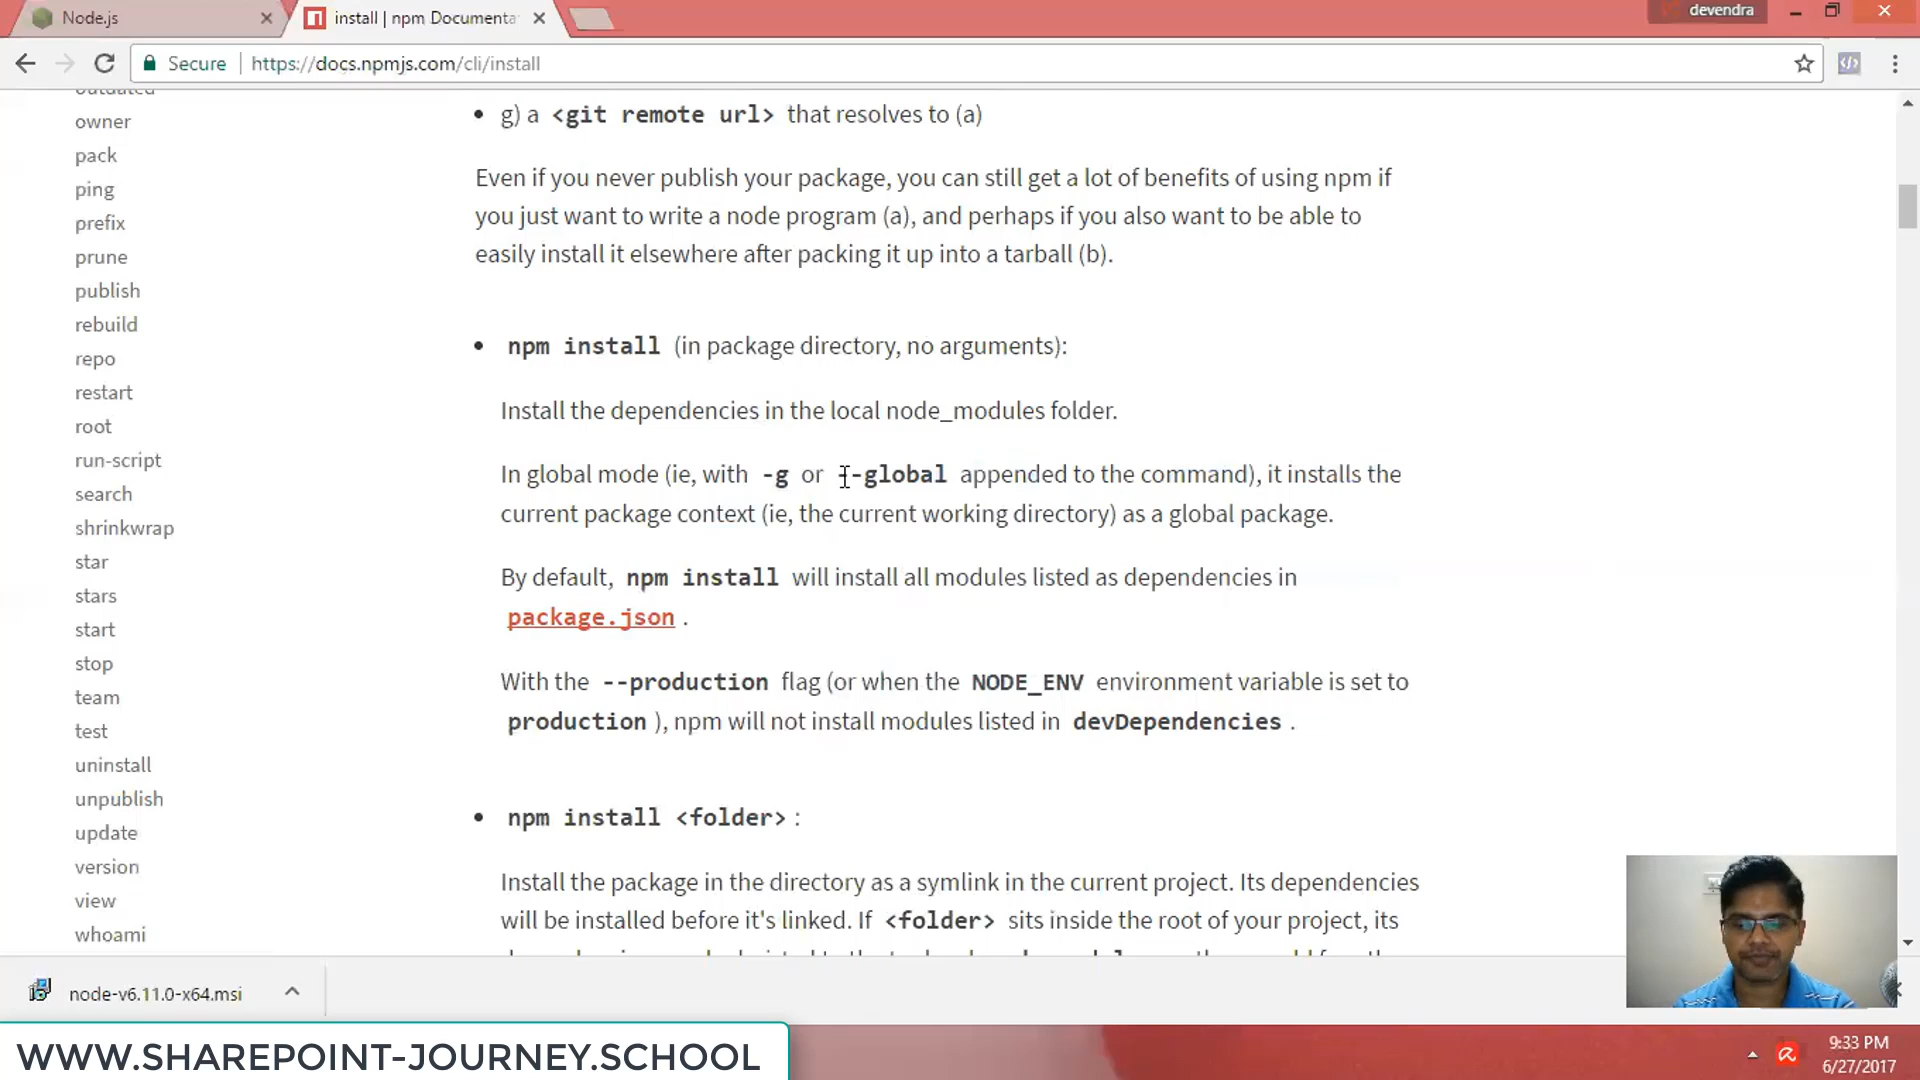 Node.js
install | npm Documenta
devendra
Secure
https://docs.npmjs.com/cli/install
outdated
owner
pack
ping
prefix
prune
publish
rebuild
repo
restart
root
run-script
search
shrinkwrap
star
stars
start
stop
team
test
uninstall
unpublish
update
version
view
whoami
g) a <git remote url> that resolves to (a)
Even if you never publish your package, you can still get a lot of benefits of using npm if
you just want to write a node program (a), and perhaps if you also want to be able to
easily install it elsewhere after packing it up into a tarball (b).
npm install (in package directory, no arguments):
Install the dependencies in the local node_modules folder.
In global mode (ie, with -g or --global appended to the command), it installs the
current package context (ie, the current working directory) as a global package.
By default, npm install will install all modules listed as dependencies in
package.json .
With the --production flag (or when the NODE_ENV environment variable is set to
production ), npm will not install modules listed in devDependencies .
npm install <folder> :
Install the package in the directory as a symlink in the current project. Its dependencies
will be installed before it's linked. If <folder> sits inside the root of your project, its
node-v6.11.0-x64.msi
WWW.SHAREPOINT-JOURNEY.SCHOOL
9:33 PM
6/27/2017